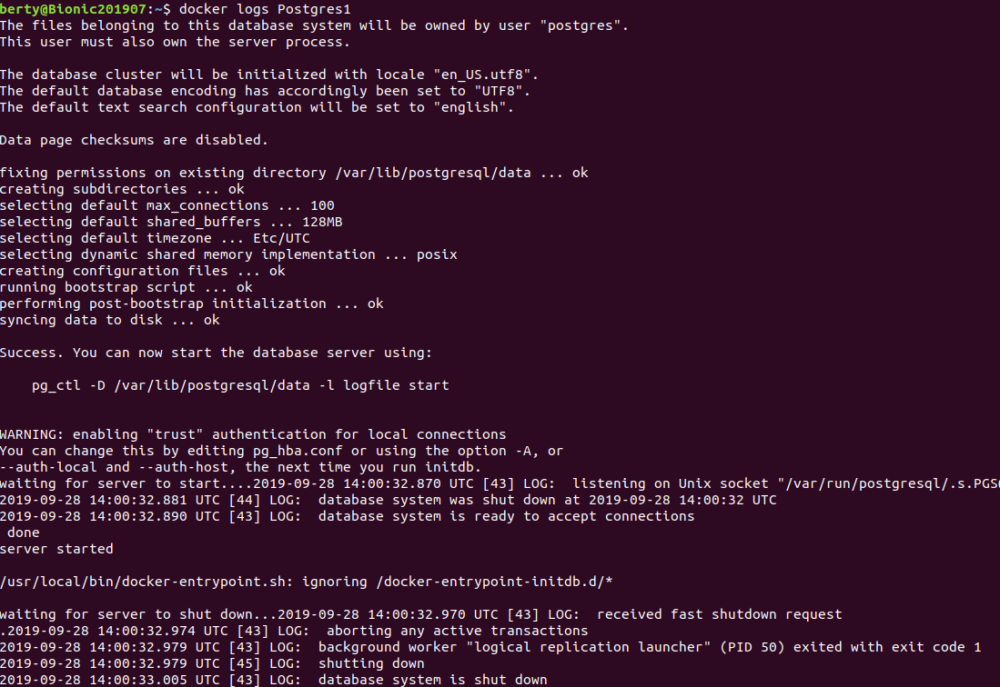 berty@Bionic201907:~$ docker logs Postgres1
The files belonging to this database system will be owned by user "postgres".
This user must also own the server process.

The database cluster will be initialized with locale "en_US.utf8".
The default database encoding has accordingly been set to "UTF8".
The default text search configuration will be set to "english".

Data page checksums are disabled.

fixing permissions on existing directory /var/lib/postgresql/data ... ok
creating subdirectories ... ok
selecting default max_connections ... 100
selecting default shared_buffers ... 128MB
selecting default timezone ... Etc/UTC
selecting dynamic shared memory implementation ... posix
creating configuration files ... ok
running bootstrap script ... ok
performing post-bootstrap initialization ... ok
syncing data to disk ... ok

Success. You can now start the database server using:

    pg_ctl -D /var/lib/postgresql/data -l logfile start


WARNING: enabling "trust" authentication for local connections
You can change this by editing pg_hba.conf or using the option -A, or
--auth-local and --auth-host, the next time you run initdb.
waiting for server to start....2019-09-28 14:00:32.870 UTC [43] LOG:  listening on Unix socket "/var/run/postgresql/.s.PGS
2019-09-28 14:00:32.881 UTC [44] LOG:  database system was shut down at 2019-09-28 14:00:32 UTC
2019-09-28 14:00:32.890 UTC [43] LOG:  database system is ready to accept connections
 done
server started

/usr/local/bin/docker-entrypoint.sh: ignoring /docker-entrypoint-initdb.d/*

waiting for server to shut down...2019-09-28 14:00:32.970 UTC [43] LOG:  received fast shutdown request
.2019-09-28 14:00:32.974 UTC [43] LOG:  aborting any active transactions
2019-09-28 14:00:32.979 UTC [43] LOG:  background worker "logical replication launcher" (PID 50) exited with exit code 1
2019-09-28 14:00:32.979 UTC [45] LOG:  shutting down
2019-09-28 14:00:33.005 UTC [43] LOG:  database system is shut down